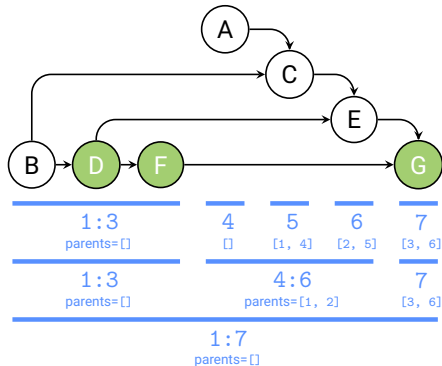 A
C
E
B D F G
1:3 4 5 6 7
parents=[] [] [1, 4] [2, 5] [3, 6]
1:3 4:6 7
parents=[] parents=[1, 2] [3, 6]
1:7
parents=[]